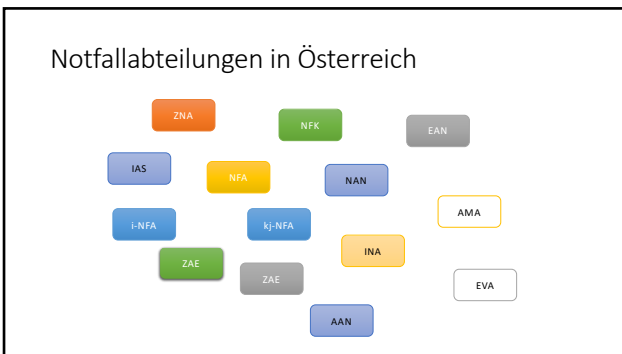 Notfallabteilungen in Österreich
ZNA
NFK
EAN
IAS
NFA
NAN
AMA
i-NFA
kj-NFA
INA
ZAE
ZAE
EVA
AAN